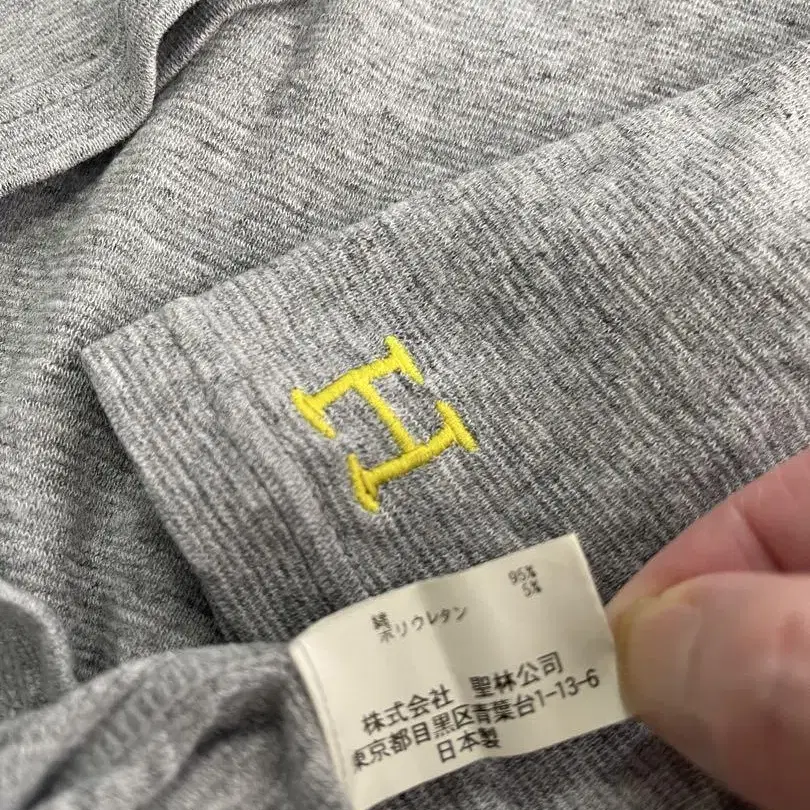 H
綿 95%
ポリウレタン 5%
株式会社 聖林公司
東京都目黒区青葉台1-13-6
日本製